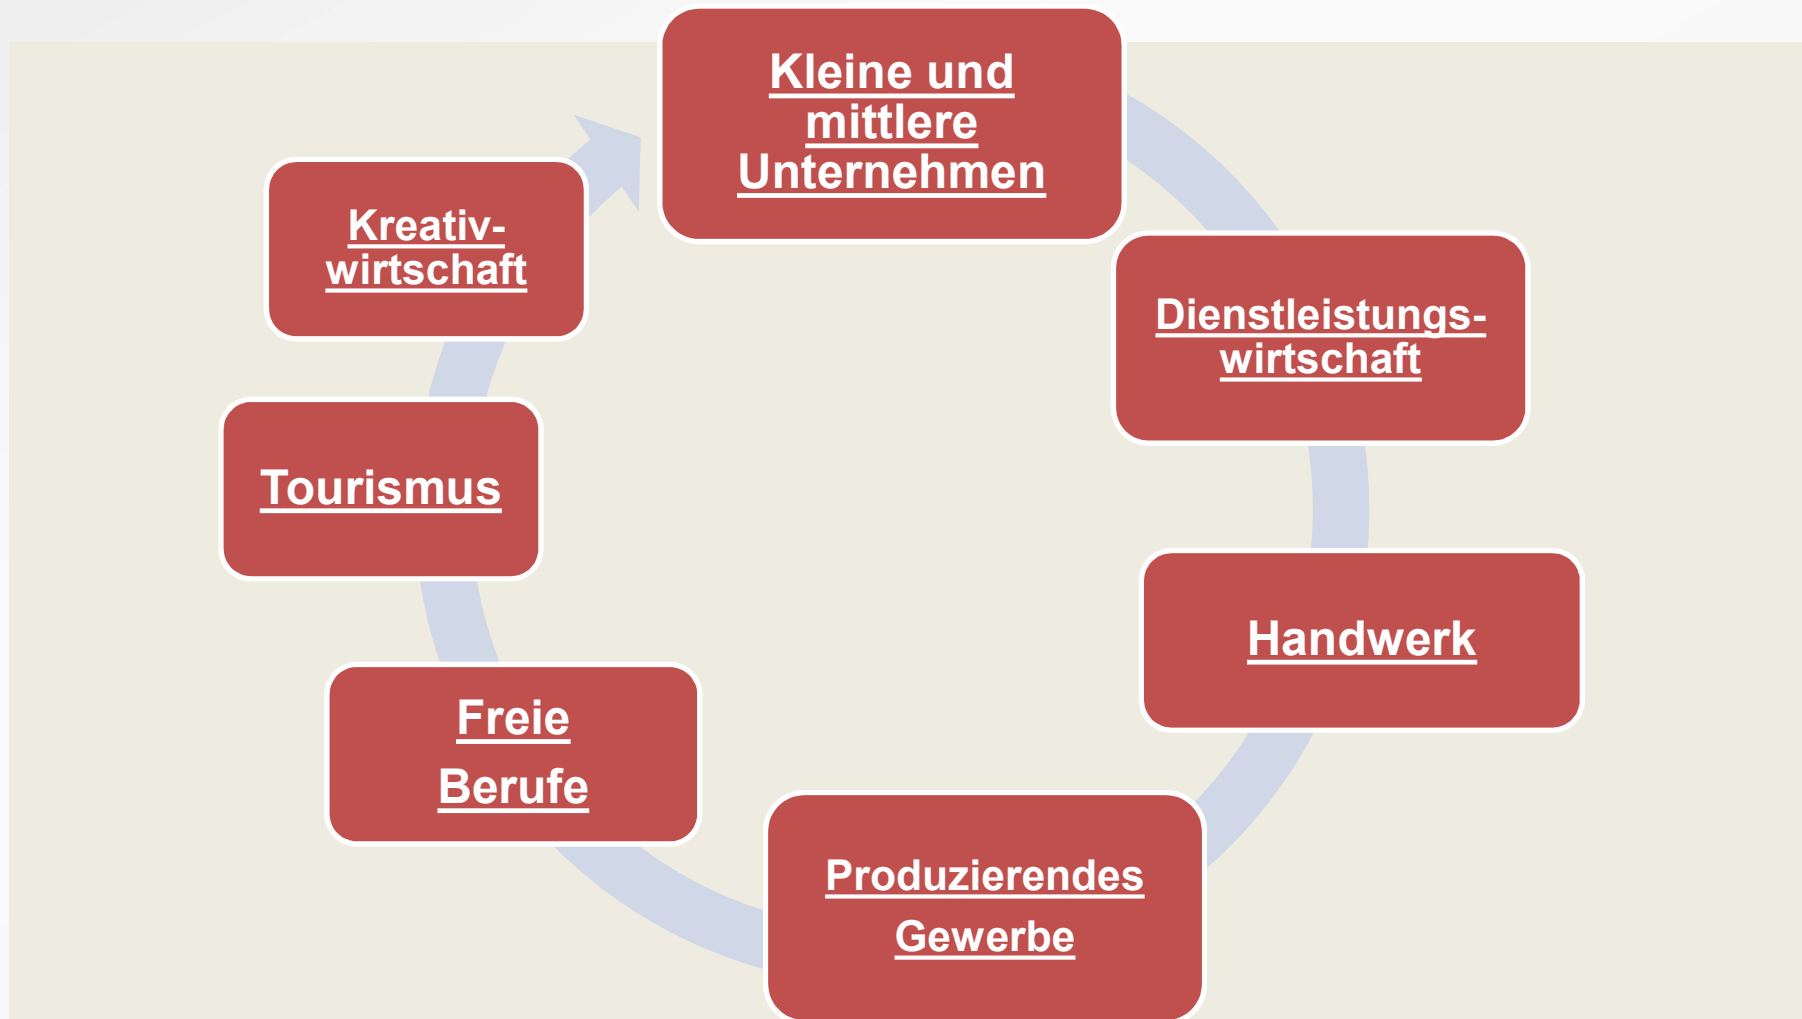 Kleine und
mittlere
Unternehmen
Dienstleistungs-
wirtschaft
Handwerk
Produzierendes
Gewerbe
Freie
Berufe
Tourismus
Kreativ-
wirtschaft